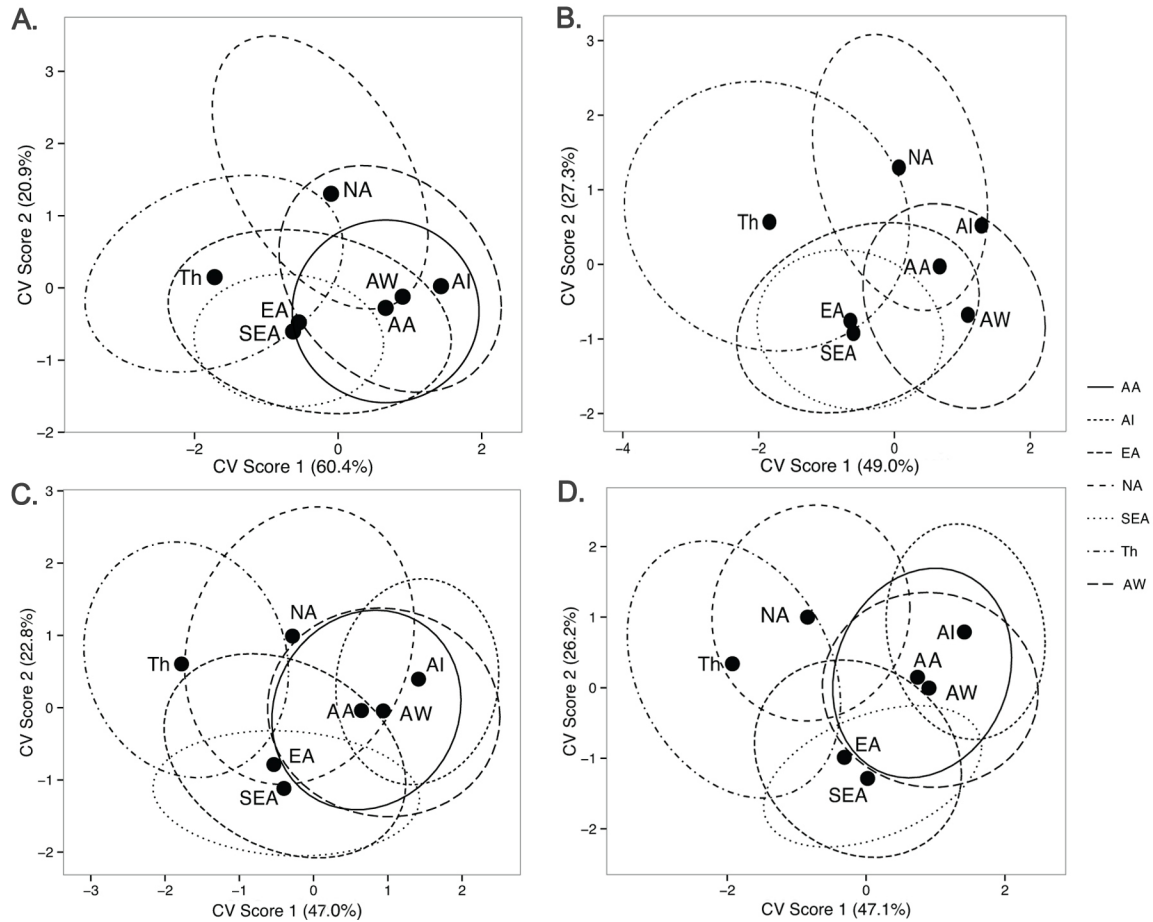 A.
3
2
1
0
−1
−2
CV Score 2 (20.9%)
NA
Th
AW
AI
EA
AA
SEA
−2
0
2
CV Score 1 (60.4%)
B.
3
2
1
0
−1
−2
CV Score 2 (27.3%)
NA
Th
AI
AA
EA
AW
SEA
−4
−2
0
2
CV Score 1 (49.0%)
C.
3
2
1
0
−1
−2
CV Score 2 (22.8%)
NA
Th
AI
AA
AW
EA
SEA
−3
−2
−1
0
1
2
CV Score 1 (47.0%)
D.
2
1
0
−1
−2
CV Score 2 (26.2%)
NA
AI
Th
AA
AW
EA
SEA
−2
0
2
CV Score 1 (47.1%)
AA
AI
EA
NA
SEA
Th
AW